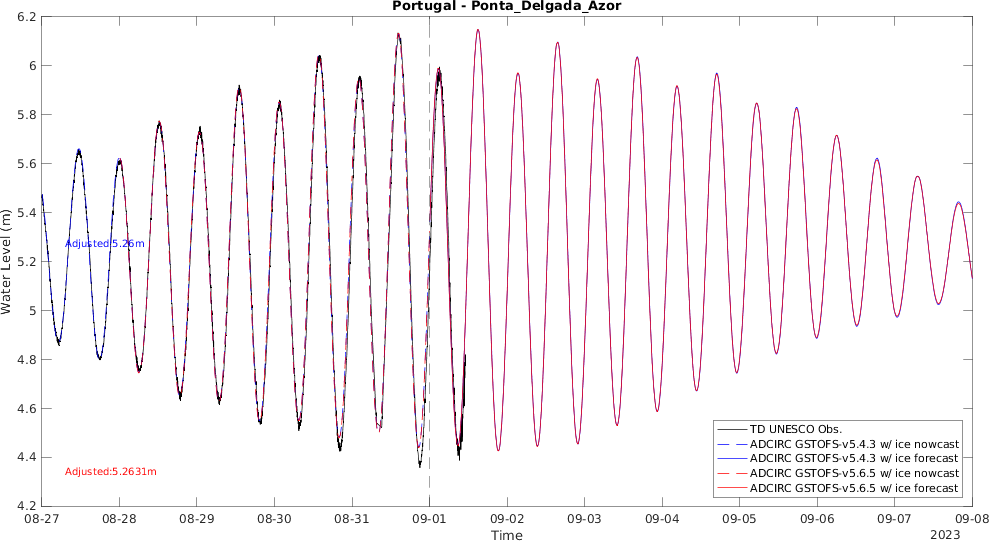 Portugal - Ponta_Delgada_Azor
6.2
6
5.8
5.6
5.4
5.2
5
4.8
4.6
4.4
4.2
Water Level (m)
Adjusted:5.26m
Adjusted:5.2631m
TD UNESCO Obs.
ADCIRC GSTOFS-v5.4.3 w/ ice nowcast
ADCIRC GSTOFS-v5.4.3 w/ ice forecast
ADCIRC GSTOFS-v5.6.5 w/ ice nowcast
ADCIRC GSTOFS-v5.6.5 w/ ice forecast
08-27 08-28 08-29 08-30 08-31 09-01 09-02 09-03 09-04 09-05 09-06 09-07 09-08
Time
2023